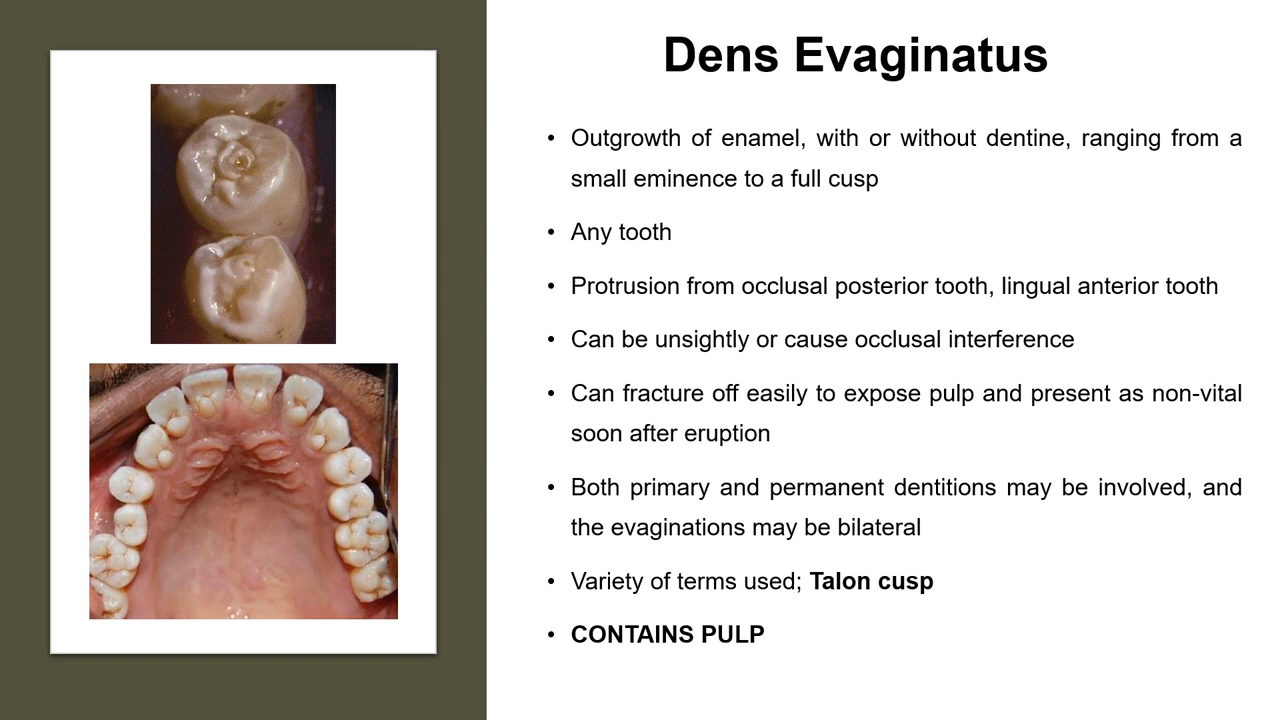 Dens Evaginatus
• Outgrowth of enamel, with or without dentine, ranging from a
small eminence to a full cusp
• Any tooth
• Protrusion from occlusal posterior tooth, lingual anterior tooth
• Can be unsightly or cause occlusal interference
• Can fracture off easily to expose pulp and present as non-vital
soon after eruption
• Both primary and permanent dentitions may be involved, and
the evaginations may be bilateral
• Variety of terms used; Talon cusp
• CONTAINS PULP